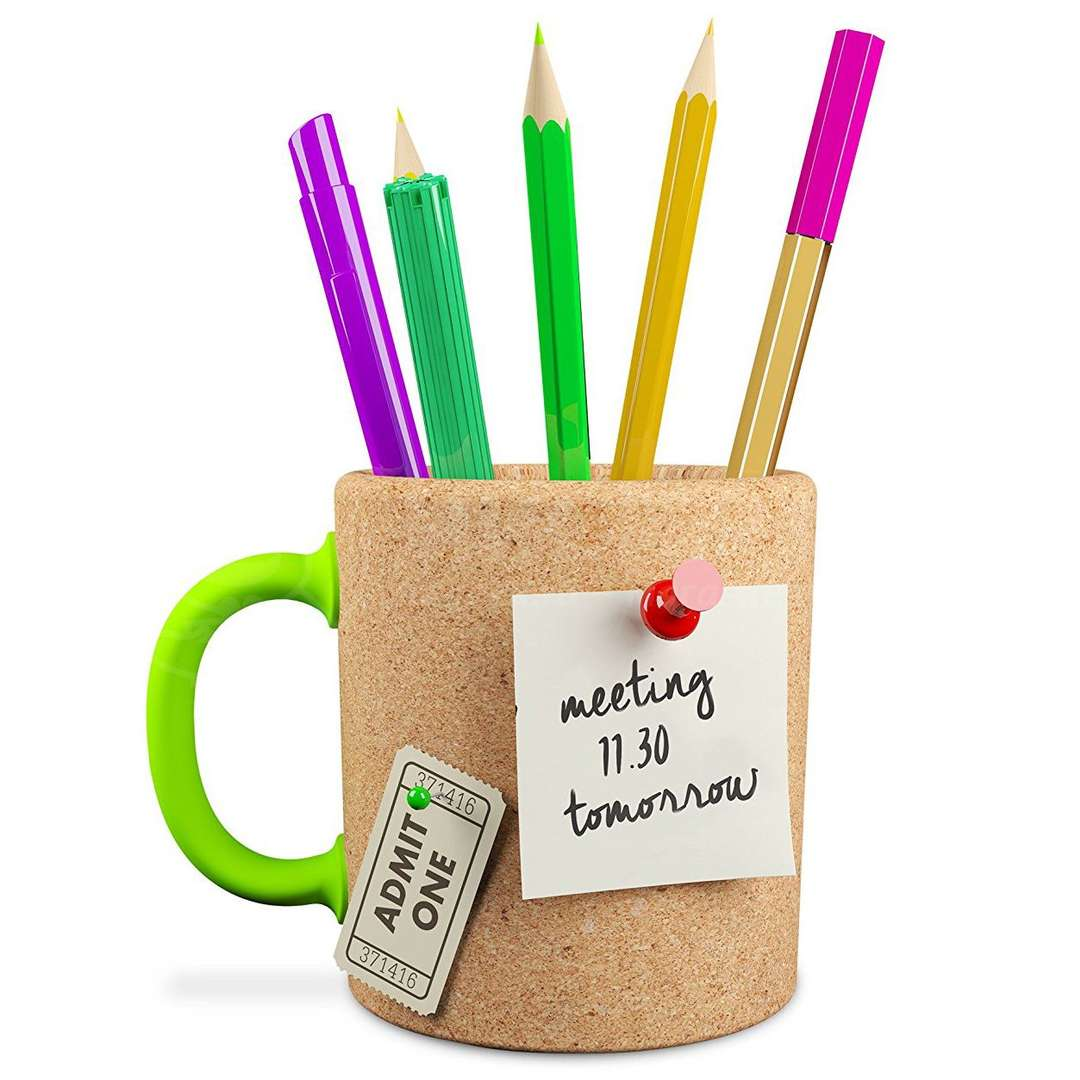 meeting
11.30
tomorrow
371416
ADMIT
ONE
371416